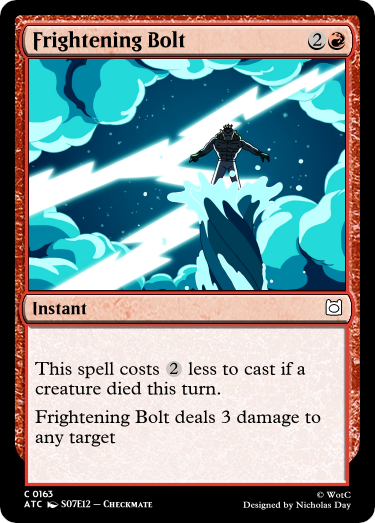 Frightening Bolt 2
Instant
This spell costs 2 less to cast if a
creature died this turn.
Frightening Bolt deals 3 damage to
any target
C 0163
ATC S07E12 – Checkmate
© WotC
Designed by Nicholas Day